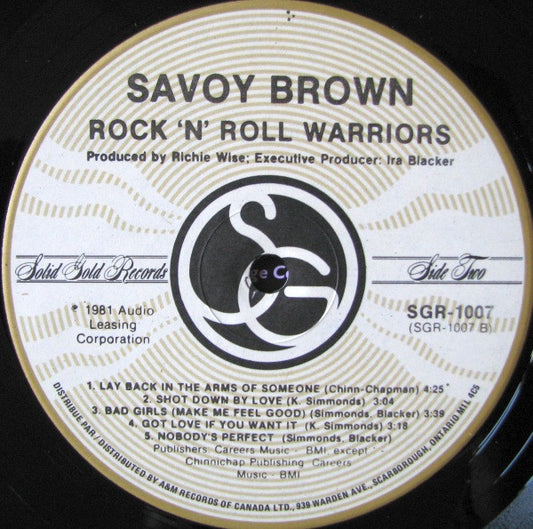 SAVOY BROWN
ROCK 'N' ROLL WARRIORS
Produced by Richie Wise; Executive Producer: Ira Blacker
SG
ge C
Solid Gold Records
Side Two
℗ 1981 Audio
Leasing
Corporation
SGR-1007
(SGR-1007 B)
1. LAY BACK IN THE ARMS OF SOMEONE (Chinn-Chapman) 4:25*
2. SHOT DOWN BY LOVE (K. Simmonds) 3:04
3. BAD GIRLS (MAKE ME FEEL GOOD) (Simmonds, Blacker) 3:39
4. GOT LOVE IF YOU WANT IT (K. Simmonds) 3:18
5. NOBODY'S PERFECT (Simmonds, Blacker)
Publishers Careers Music - BMI, except *-
Chinnichap Publishing Careers
Music - BMI
DISTRIBUE PAR / DISTRIBUTED BY A&M RECORDS OF CANADA LTD., 939 WARDEN AVE., SCARBOROUGH, ONTARIO M1L 4C5